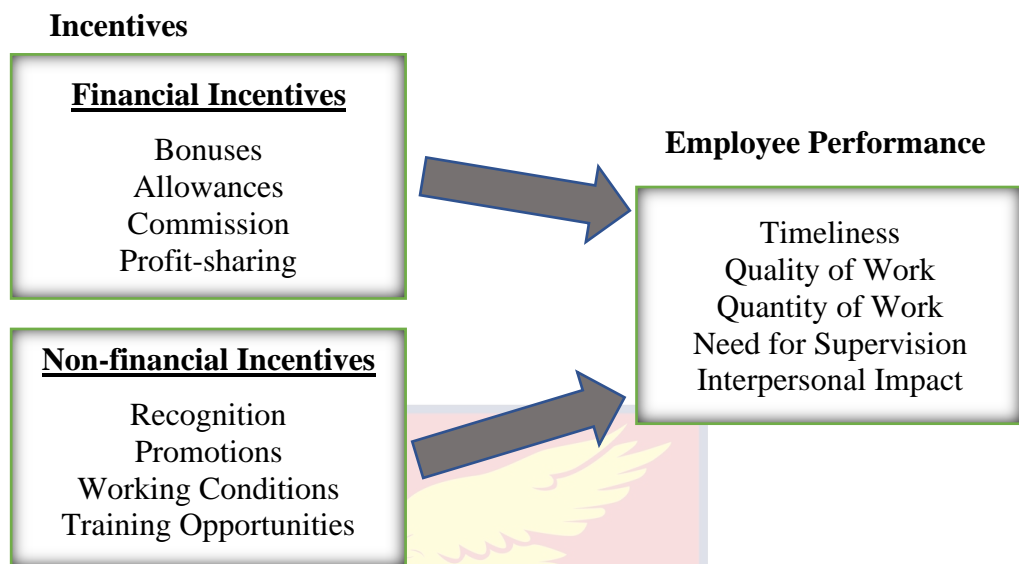 Incentives
Financial Incentives
Bonuses
Allowances
Commission
Profit-sharing
Non-financial Incentives
Recognition
Promotions
Working Conditions
Training Opportunities
Employee Performance
Timeliness
Quality of Work
Quantity of Work
Need for Supervision
Interpersonal Impact